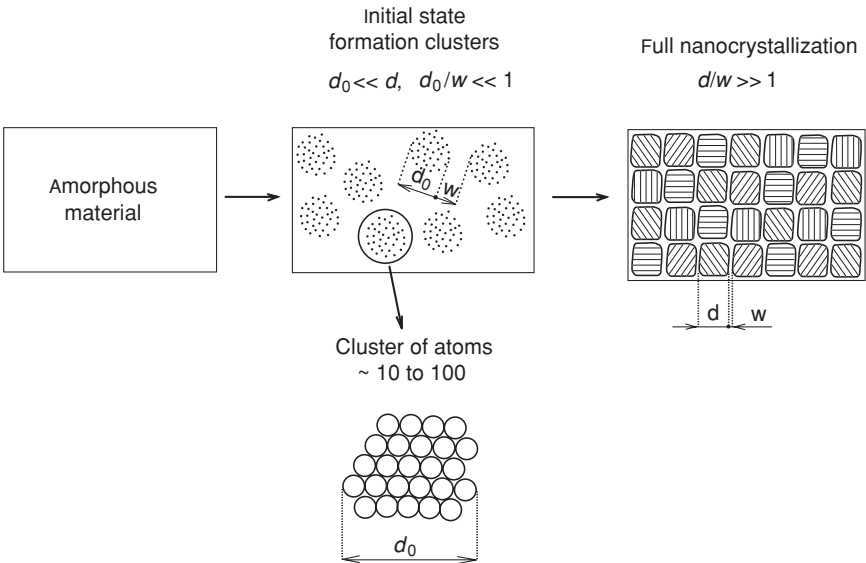 Initial state
formation clusters
d₀ << d, d₀/w << 1
Full nanocrystallization
d/w >> 1
Amorphous
material
d₀
w
d
w
Cluster of atoms
~ 10 to 100
d₀